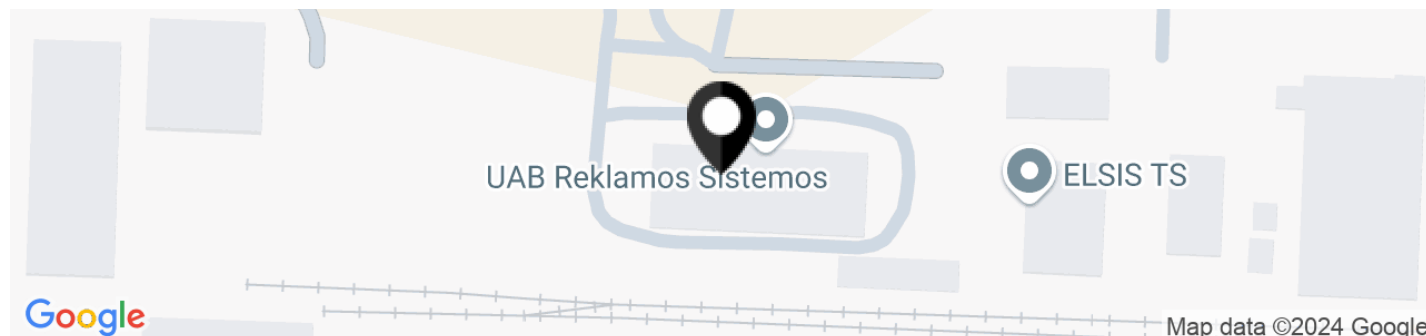 UAB Reklamos Sistemos
ELSIS TS
Google
Map data ©2024 Google